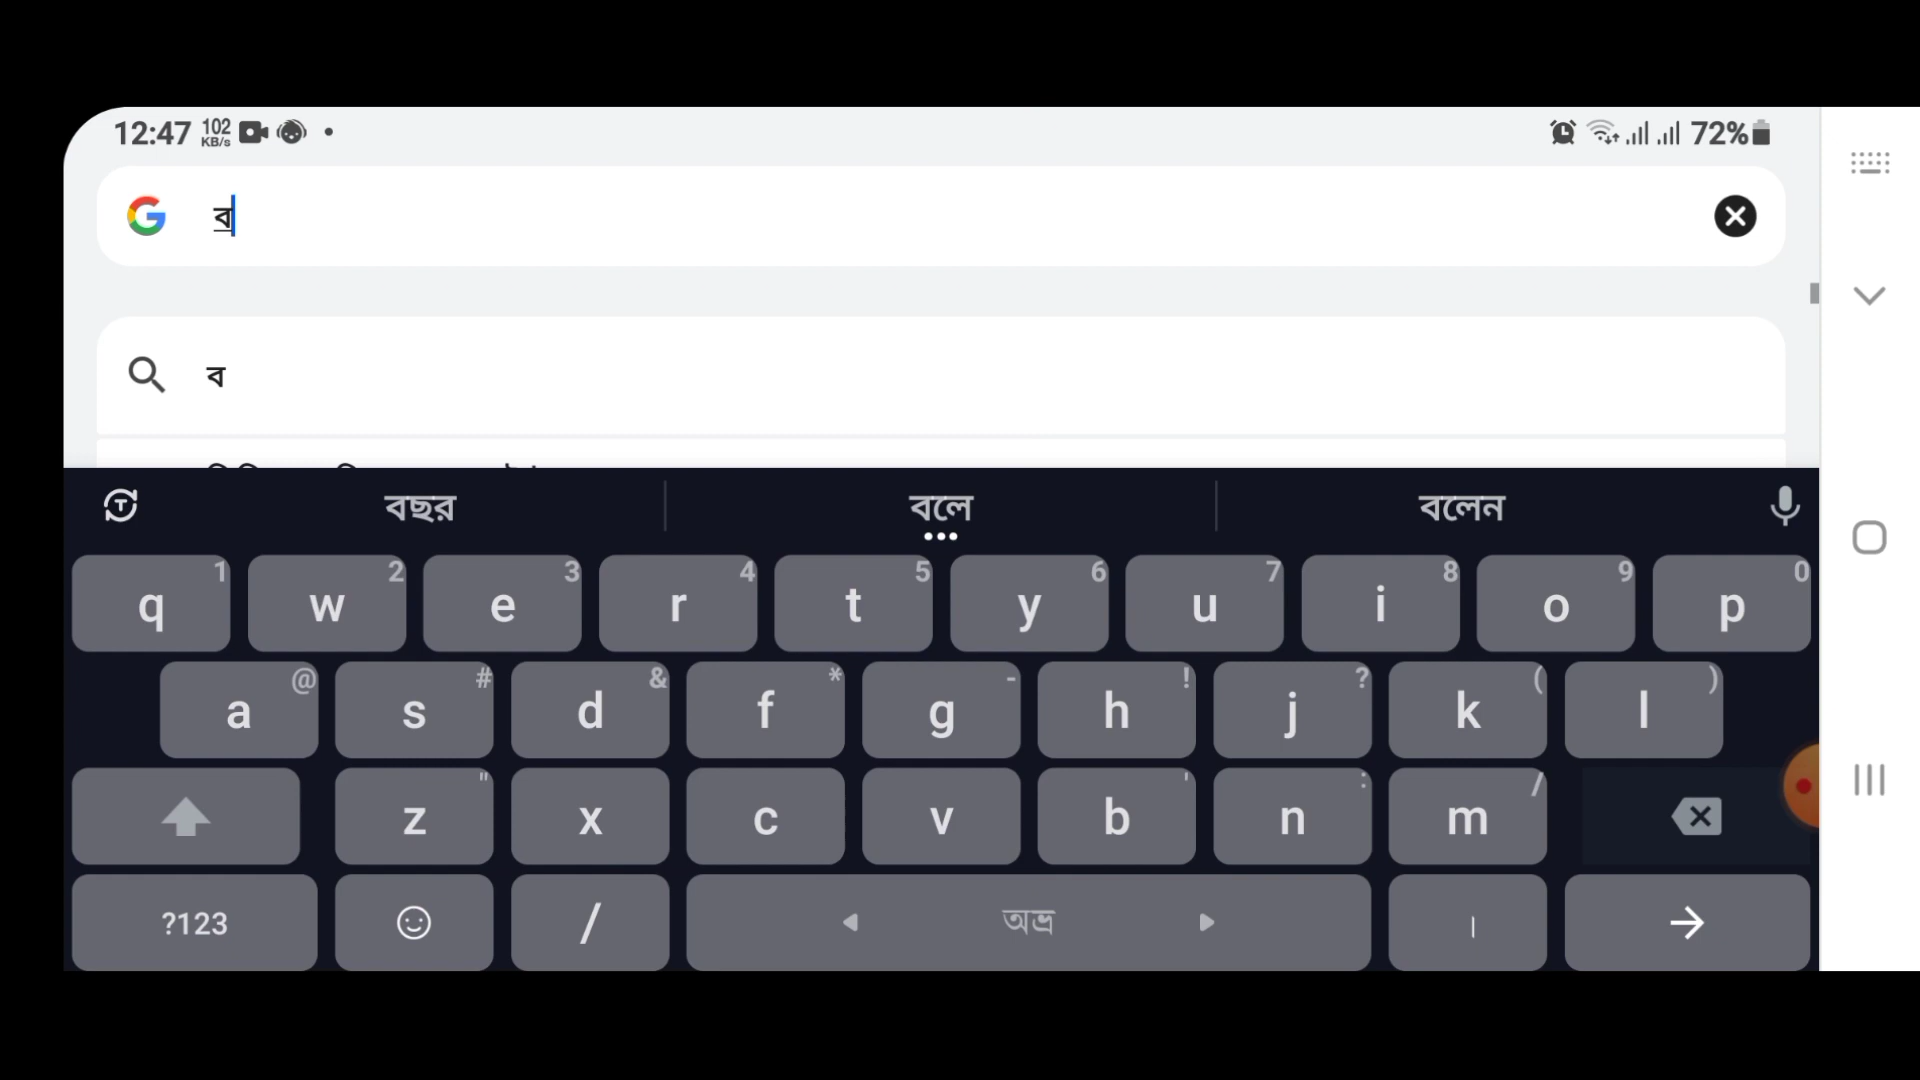 12:47 102 KB/s 72%
ব
ব
বছর বলে বলেন
q 1 w 2 e 3 r 4 t 5 y 6 u 7 i 8 o 9 p 0
a @ s # d & f * g - h ! j ? k ( l )
z " x c v b ' n : m /
?123 / অভ্র ।